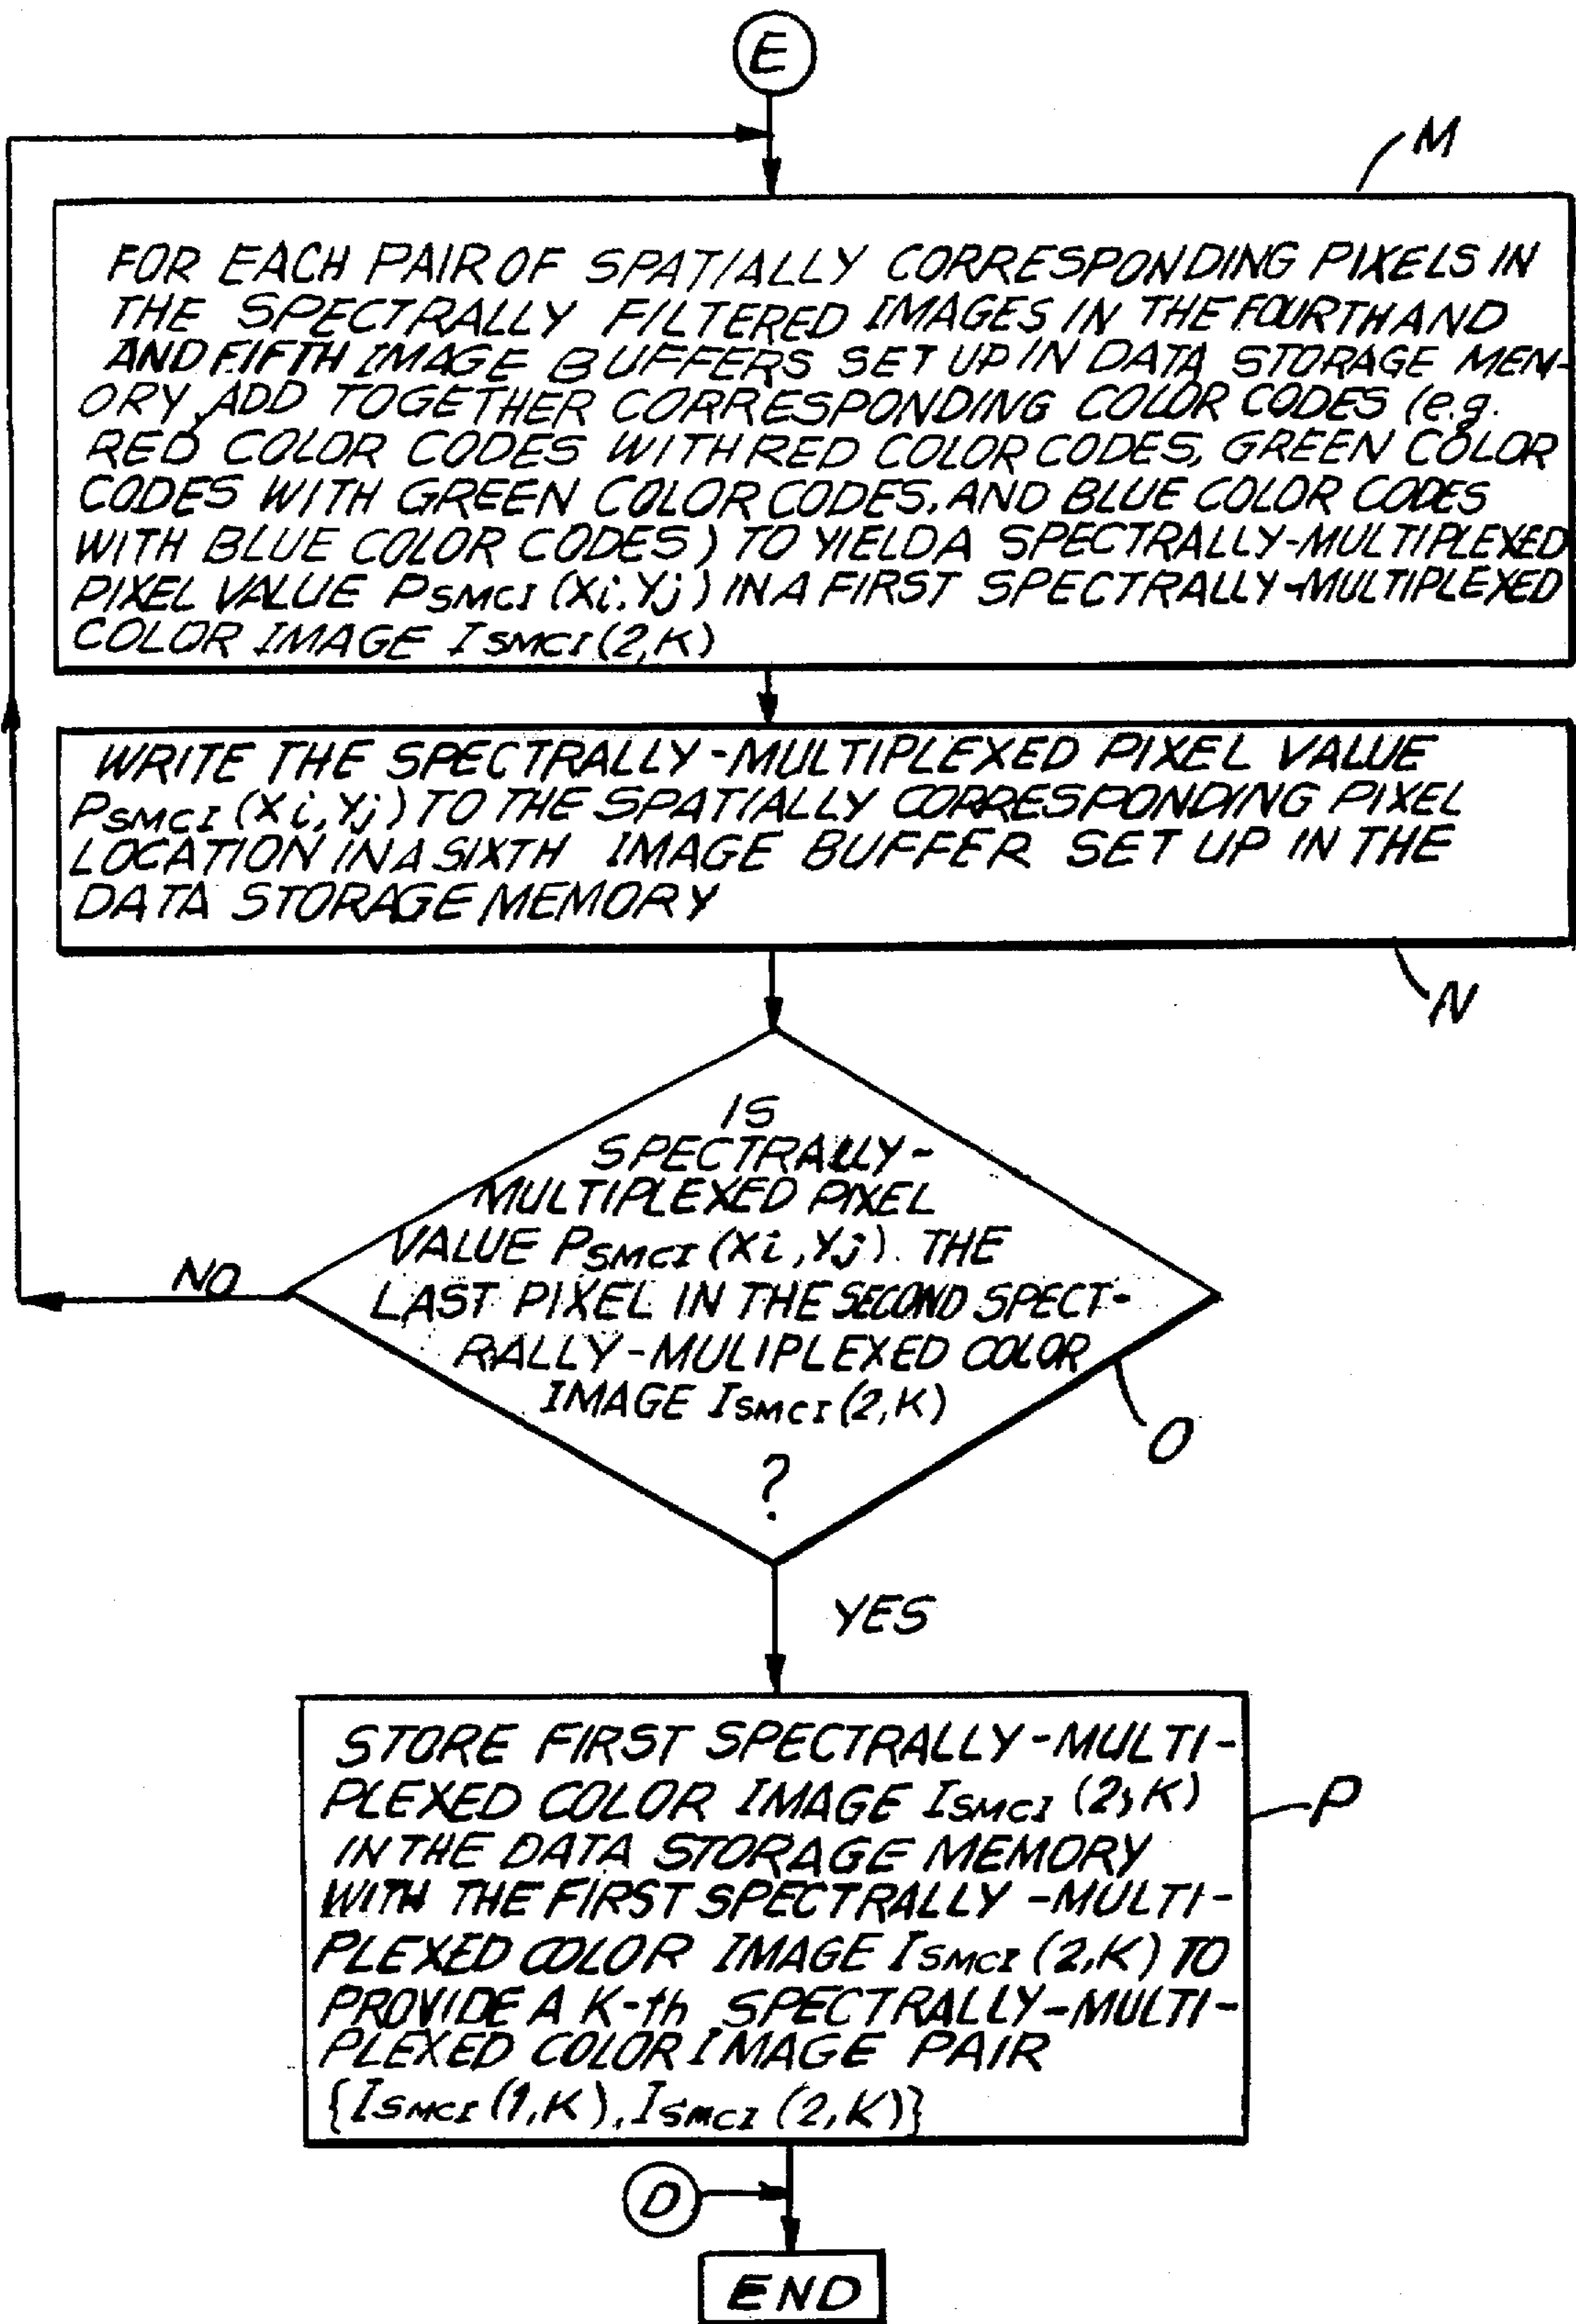 E
M
FOR EACH PAIR OF SPATIALLY CORRESPONDING PIXELS IN
THE SPECTRALLY FILTERED IMAGES IN THE FOURTH AND
AND FIFTH IMAGE BUFFERS SET UP IN DATA STORAGE MEN-
ORY, ADD TOGETHER CORRESPONDING COLOR CODES (e.g.
RED COLOR CODES WITH RED COLOR CODES, GREEN COLOR
CODES WITH GREEN COLOR CODES, AND BLUE COLOR CODES
WITH BLUE COLOR CODES) TO YIELD A SPECTRALLY-MULTIPLEXED
PIXEL VALUE PSMCI (Xi,Yj) IN A FIRST SPECTRALLY-MULTIPLEXED
COLOR IMAGE ISMCI(2,K)
WRITE THE SPECTRALLY-MULTIPLEXED PIXEL VALUE
PSMCI (Xi,Yj) TO THE SPATIALLY CORRESPONDING PIXEL
LOCATION IN A SIXTH IMAGE BUFFER SET UP IN THE
DATA STORAGE MEMORY
N
IS
SPECTRALLY-
MULTIPLEXED PIXEL
VALUE PSMCI (Xi,Yj). THE
LAST PIXEL IN THE SECOND SPECT-
RALLY-MULIPLEXED COLOR
IMAGE ISMCI(2,K)
?
O
NO
YES
STORE FIRST SPECTRALLY-MULTI-
PLEXED COLOR IMAGE ISMCI (2,K)
IN THE DATA STORAGE MEMORY
WITH THE FIRST SPECTRALLY-MULTI-
PLEXED COLOR IMAGE ISMCI (2,K) TO
PROVIDE A K-th SPECTRALLY-MULTI-
PLEXED COLOR IMAGE PAIR
{ISMCI (1,K), ISMCI (2,K)}
P
D
END